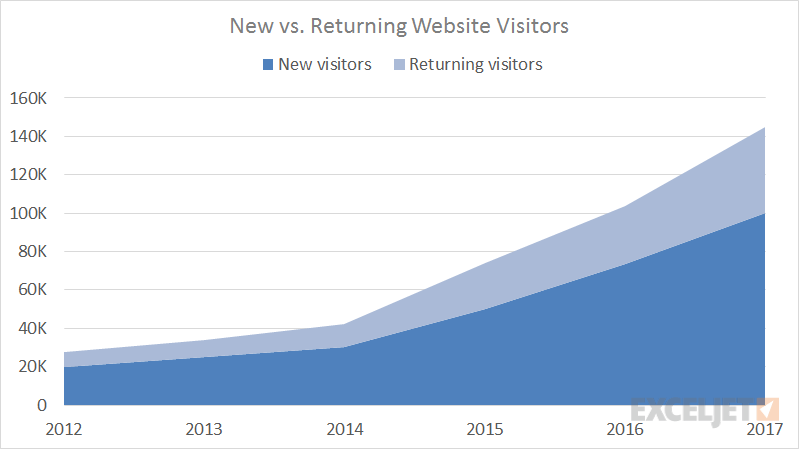 New vs. Returning Website Visitors
New visitors Returning visitors
160K
140K
120K
100K
80K
60K
40K
20K
0
2012 2013 2014 2015 2016 2017
EXCELJET